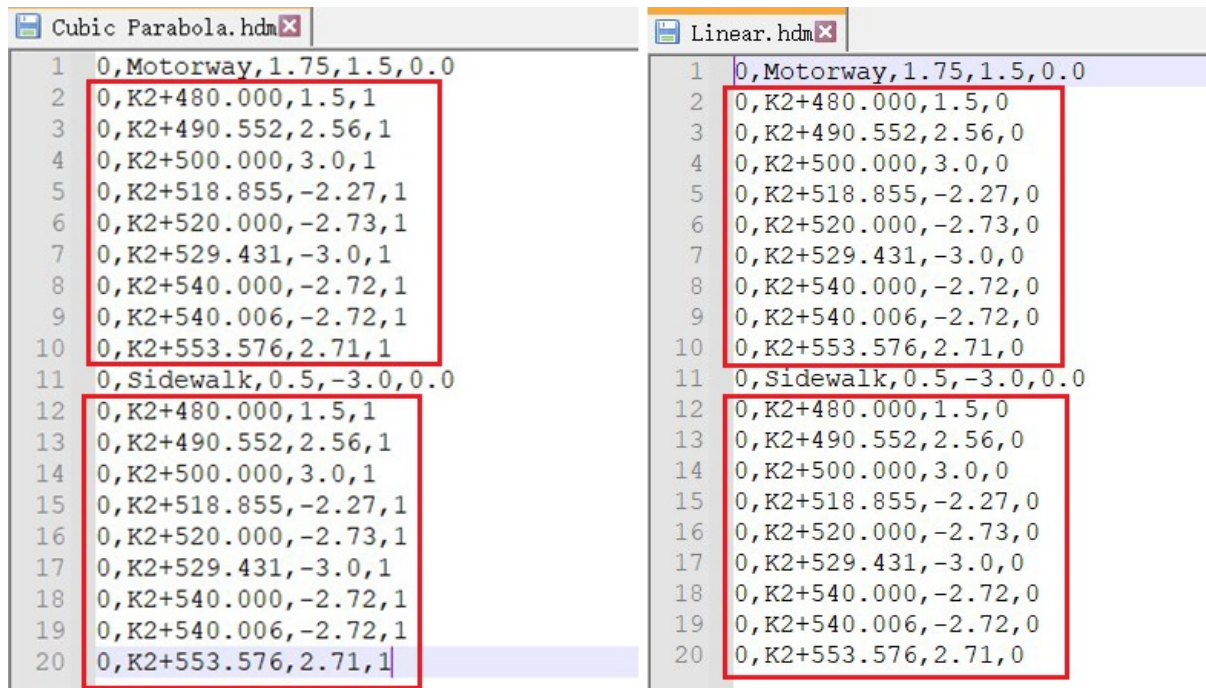 Cubic Parabola.hdm
1 0,Motorway,1.75,1.5,0.0
2 0,K2+480.000,1.5,1
3 0,K2+490.552,2.56,1
4 0,K2+500.000,3.0,1
5 0,K2+518.855,-2.27,1
6 0,K2+520.000,-2.73,1
7 0,K2+529.431,-3.0,1
8 0,K2+540.000,-2.72,1
9 0,K2+540.006,-2.72,1
10 0,K2+553.576,2.71,1
11 0,Sidewalk,0.5,-3.0,0.0
12 0,K2+480.000,1.5,1
13 0,K2+490.552,2.56,1
14 0,K2+500.000,3.0,1
15 0,K2+518.855,-2.27,1
16 0,K2+520.000,-2.73,1
17 0,K2+529.431,-3.0,1
18 0,K2+540.000,-2.72,1
19 0,K2+540.006,-2.72,1
20 0,K2+553.576,2.71,1
Linear.hdm
1 0,Motorway,1.75,1.5,0.0
2 0,K2+480.000,1.5,0
3 0,K2+490.552,2.56,0
4 0,K2+500.000,3.0,0
5 0,K2+518.855,-2.27,0
6 0,K2+520.000,-2.73,0
7 0,K2+529.431,-3.0,0
8 0,K2+540.000,-2.72,0
9 0,K2+540.006,-2.72,0
10 0,K2+553.576,2.71,0
11 0,Sidewalk,0.5,-3.0,0.0
12 0,K2+480.000,1.5,0
13 0,K2+490.552,2.56,0
14 0,K2+500.000,3.0,0
15 0,K2+518.855,-2.27,0
16 0,K2+520.000,-2.73,0
17 0,K2+529.431,-3.0,0
18 0,K2+540.000,-2.72,0
19 0,K2+540.006,-2.72,0
20 0,K2+553.576,2.71,0